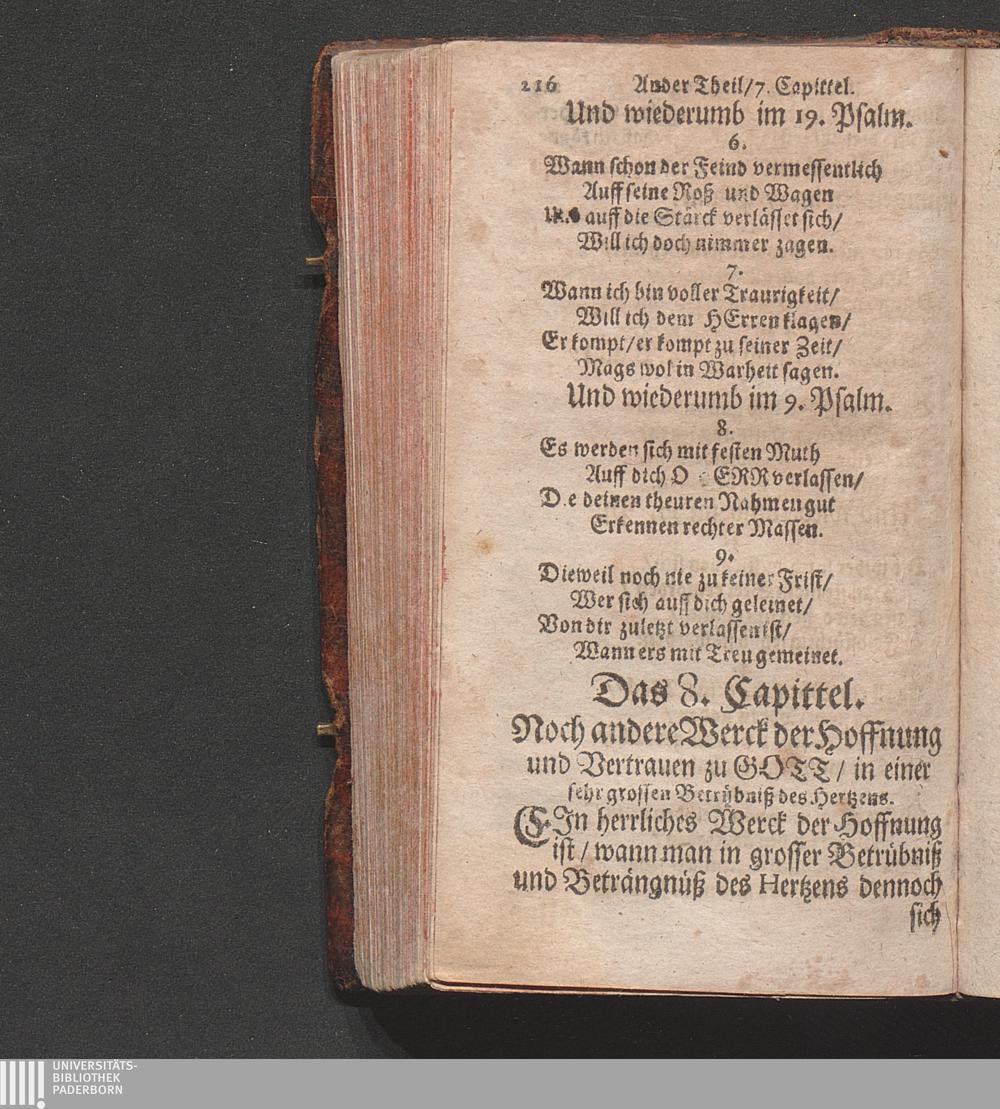 216 Ander Theil/7. Capittel.
Und wiederumb im 19. Psalm.
6.
Wann schon der Feind vermessentlich
Auff seine Roß und Wagen
auff die Stärck verlässet sich/
Will ich doch nimmer zagen.
7.
Wann ich bin voller Traurigkeit/
Will ich dem HErren klagen/
Er kompt/er kompt zu seiner Zeit/
Mags wol in Warheit sagen.
Und wiederumb im 9. Psalm.
8.
Es werden sich mit festen Muth
Auff dich O ERR verlassen/
D.e deinen theuren Nahmen gut
Erkennen rechter Massen.
9.
Dieweil noch nie zu keiner Frist/
Wer sich auff dich geleinet/
Von dir zuletzt verlassen ist/
Wann ers mit Treu gemeinet.
Das 8. Capittel.
Noch andere Werck der Hoffnung
und Vertrauen zu GOTT/ in einer
sehr grossen Betrübniß des Hertzens.
EIn herrliches Werck der Hoffnung
ist/ wann man in grosser Betrübniß
und Beträngnüß des Hertzens dennoch
sich
UNIVERSITÄTS-
BIBLIOTHEK
PADERBORN